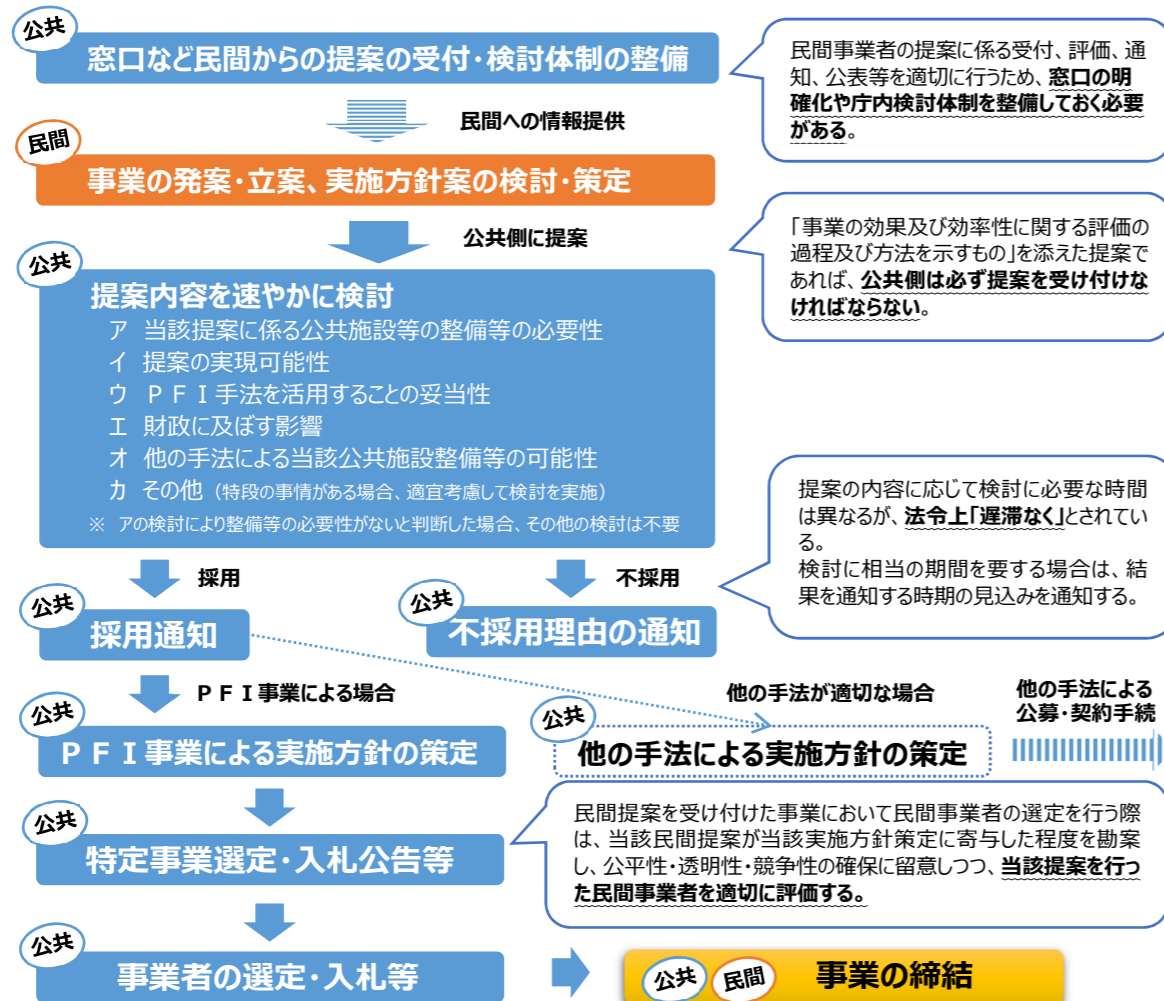 公共
窓口など民間からの提案の受付・検討体制の整備
民間事業者の提案に係る受付、評価、通
知、公表等を適切に行うため、窓口の明
確化や庁内検討体制を整備しておく必要
がある。
民間への情報提供
民間
事業の発案・立案、実施方針案の検討・策定
公共側に提案
「事業の効果及び効率性に関する評価の
過程及び方法を示すもの」を添えた提案で
あれば、公共側は必ず提案を受け付けな
ければならない。
公共
提案内容を速やかに検討
ア 当該提案に係る公共施設等の整備等の必要性
イ 提案の実現可能性
ウ ＰＦＩ手法を活用することの妥当性
エ 財政に及ぼす影響
オ 他の手法による当該公共施設整備等の可能性
カ その他（特段の事情がある場合、適宜考慮して検討を実施）
※ アの検討により整備等の必要性がないと判断した場合、その他の検討は不要
提案の内容に応じて検討に必要な時間
は異なるが、法令上「遅滞なく」とされてい
る。
検討に相当の期間を要する場合は、結
果を通知する時期の見込みを通知する。
採用
不採用
公共
採用通知
公共
不採用理由の通知
ＰＦＩ事業による場合
他の手法が適切な場合
他の手法による
公募・契約手続
公共
ＰＦＩ事業による実施方針の策定
公共
他の手法による実施方針の策定
民間提案を受け付けた事業において民間事業者の選定を行う際
は、当該民間提案が当該実施方針策定に寄与した程度を勘案
し、公平性・透明性・競争性の確保に留意しつつ、当該提案を行っ
た民間事業者を適切に評価する。
公共
特定事業選定・入札公告等
公共
事業者の選定・入札等
公共 民間 事業の締結